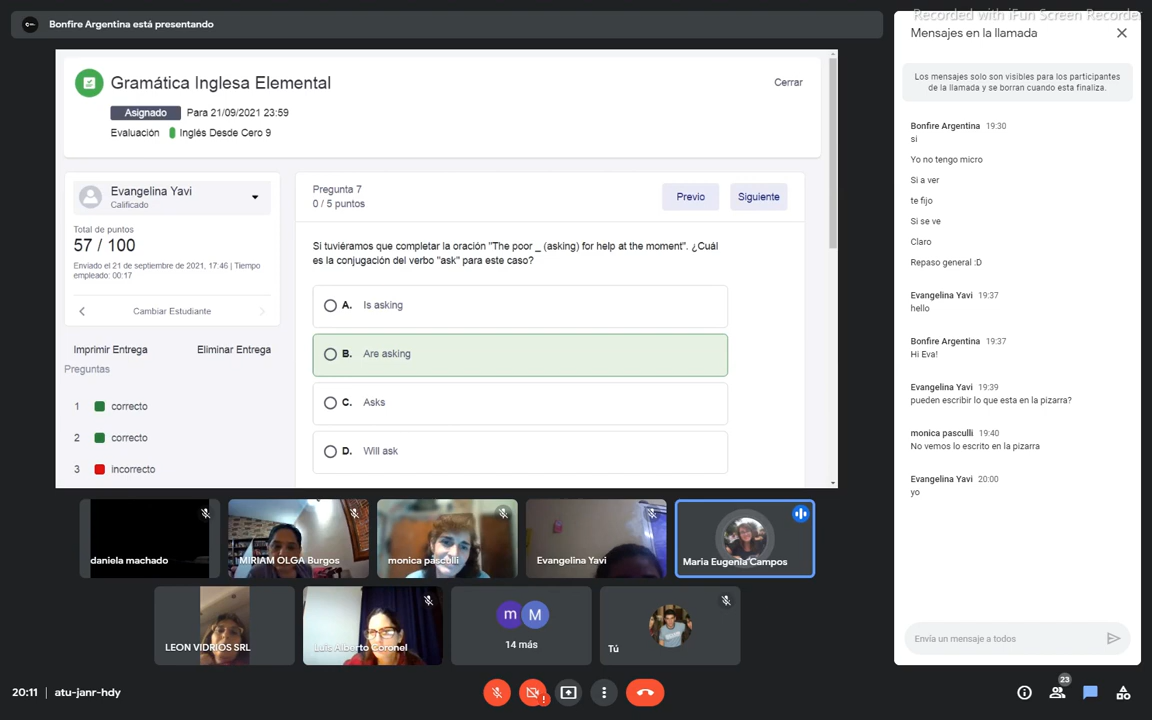 Bonfire Argentina está presentando
Recorded with iFun Screen Recorder
Gramática Inglesa Elemental
Cerrar
Asignado Para 21/09/2021 23:59
Evaluación Inglés Desde Cero 9
Evangelina Yavi
Calificado
Total de puntos
57 / 100
Enviado el 21 de septiembre de 2021, 17:46 | Tiempo
empleado: 00:17
Cambiar Estudiante
Imprimir Entrega Eliminar Entrega
Preguntas
1 correcto
2 correcto
3 incorrecto
Pregunta 7
0 / 5 puntos
Previo
Siguiente
Si tuviéramos que completar la oración "The poor _ (asking) for help at the moment". ¿Cuál
es la conjugación del verbo "ask" para este caso?
A. Is asking
B. Are asking
C. Asks
D. Will ask
daniela machado
MIRIAM OLGA Burgos
monica pasculli
Evangelina Yavi
Maria Eugenia Campos
LEON VIDRIOS SRL
Luis Alberto Coronel
m M
14 más
Tú
20:11 | atu-janr-hdy
Mensajes en la llamada
Los mensajes solo son visibles para los participantes
de la llamada y se borran cuando esta finaliza.
Bonfire Argentina 19:30
si
Yo no tengo micro
Si a ver
te fijo
Si se ve
Claro
Repaso general :D
Evangelina Yavi 19:37
hello
Bonfire Argentina 19:37
Hi Eva!
Evangelina Yavi 19:39
pueden escribir lo que esta en la pizarra?
monica pasculli 19:40
No vemos lo escrito en la pizarra
Evangelina Yavi 20:00
yo
Envía un mensaje a todos
23